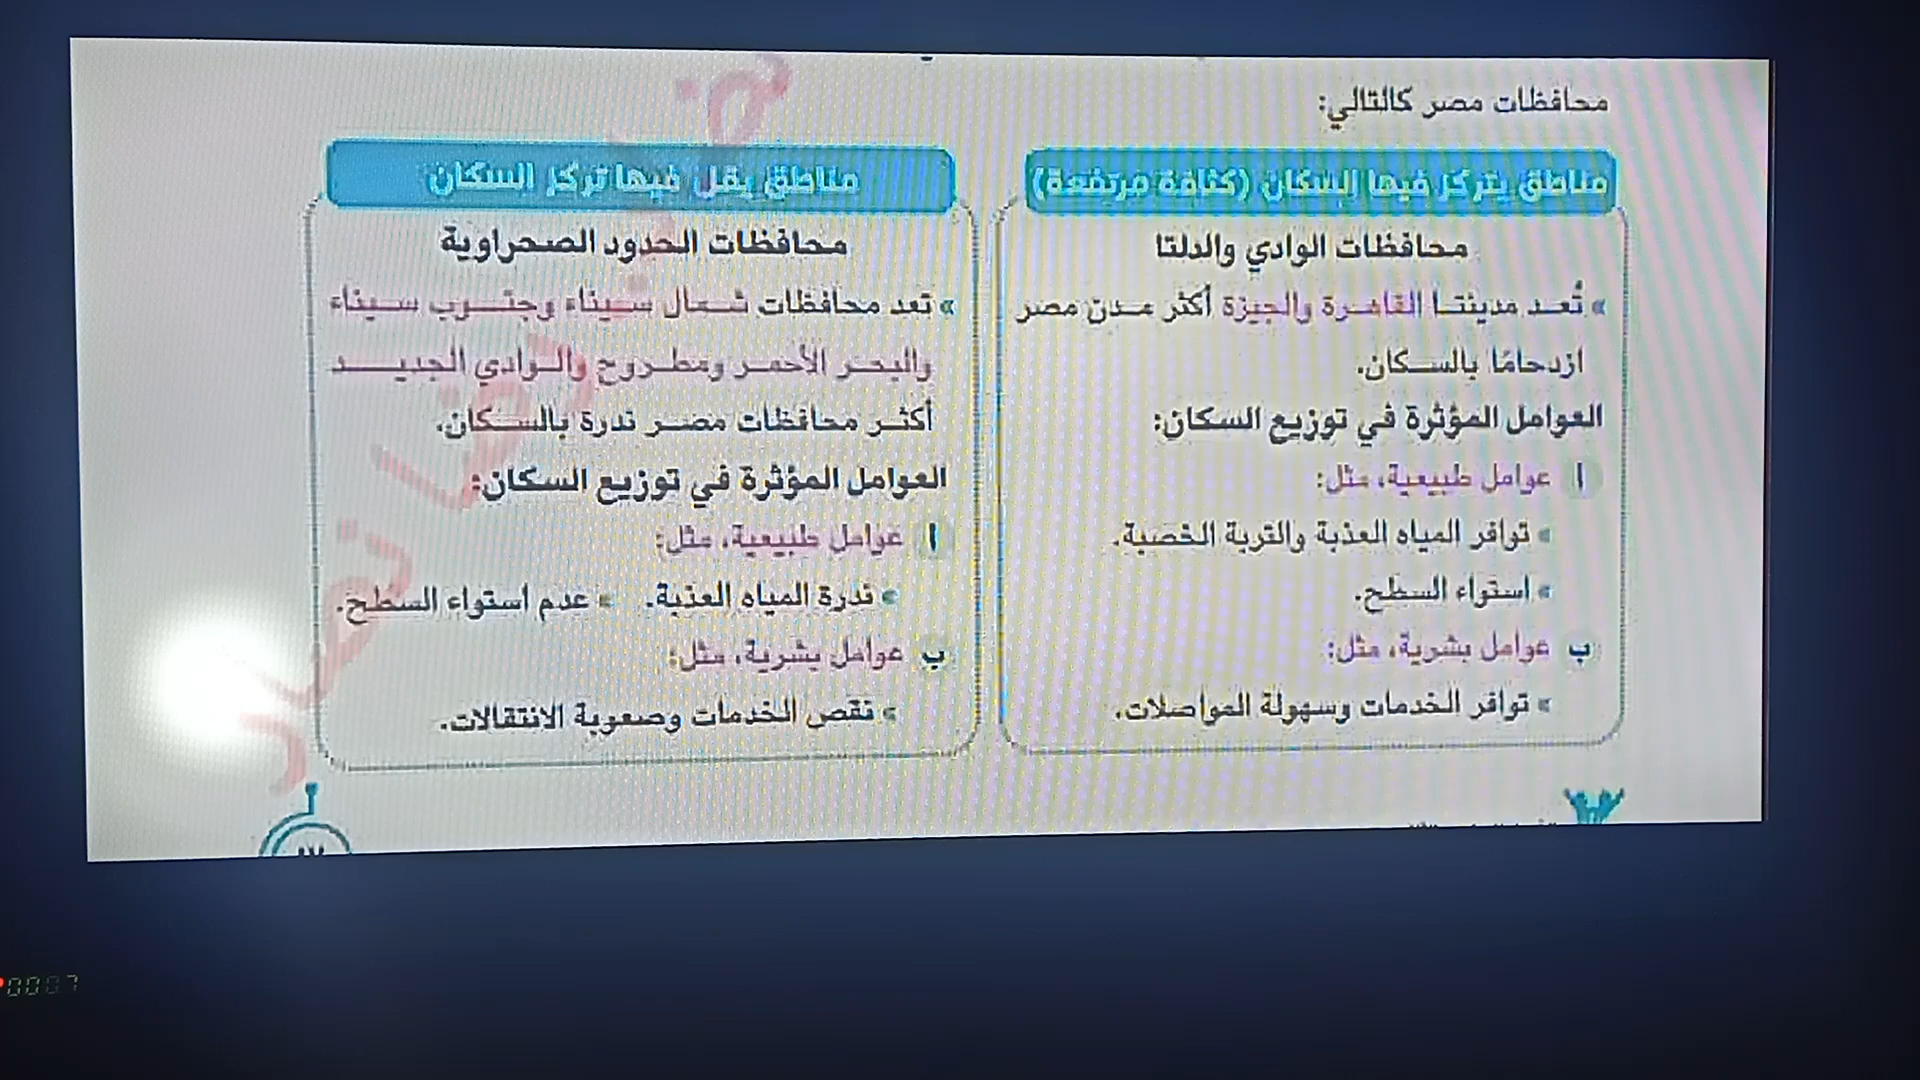 محافظات مصر كالتالي:
مناطق يتركز فيها السكان (كثافة مرتفعة)
محافظات الوادي والدلتا
» تُعد مدينتا القاهرة والجيزة أكثر مدن مصر
ازدحامًا بالسكان.
العوامل المؤثرة في توزيع السكان:
أ عوامل طبيعية، مثل:
» توافر المياه العذبة والتربة الخصبة.
» استواء السطح.
ب عوامل بشرية، مثل:
» توافر الخدمات وسهولة المواصلات.
مناطق يقل فيها تركز السكان
محافظات الحدود الصحراوية
» تعد محافظات شمال سيناء وجنوب سيناء
والبحر الأحمر ومطروح والوادي الجديد
أكثر محافظات مصر ندرة بالسكان.
العوامل المؤثرة في توزيع السكان:
أ عوامل طبيعية، مثل:
» ندرة المياه العذبة. » عدم استواء السطح.
ب عوامل بشرية، مثل:
» نقص الخدمات وصعوبة الانتقالات.